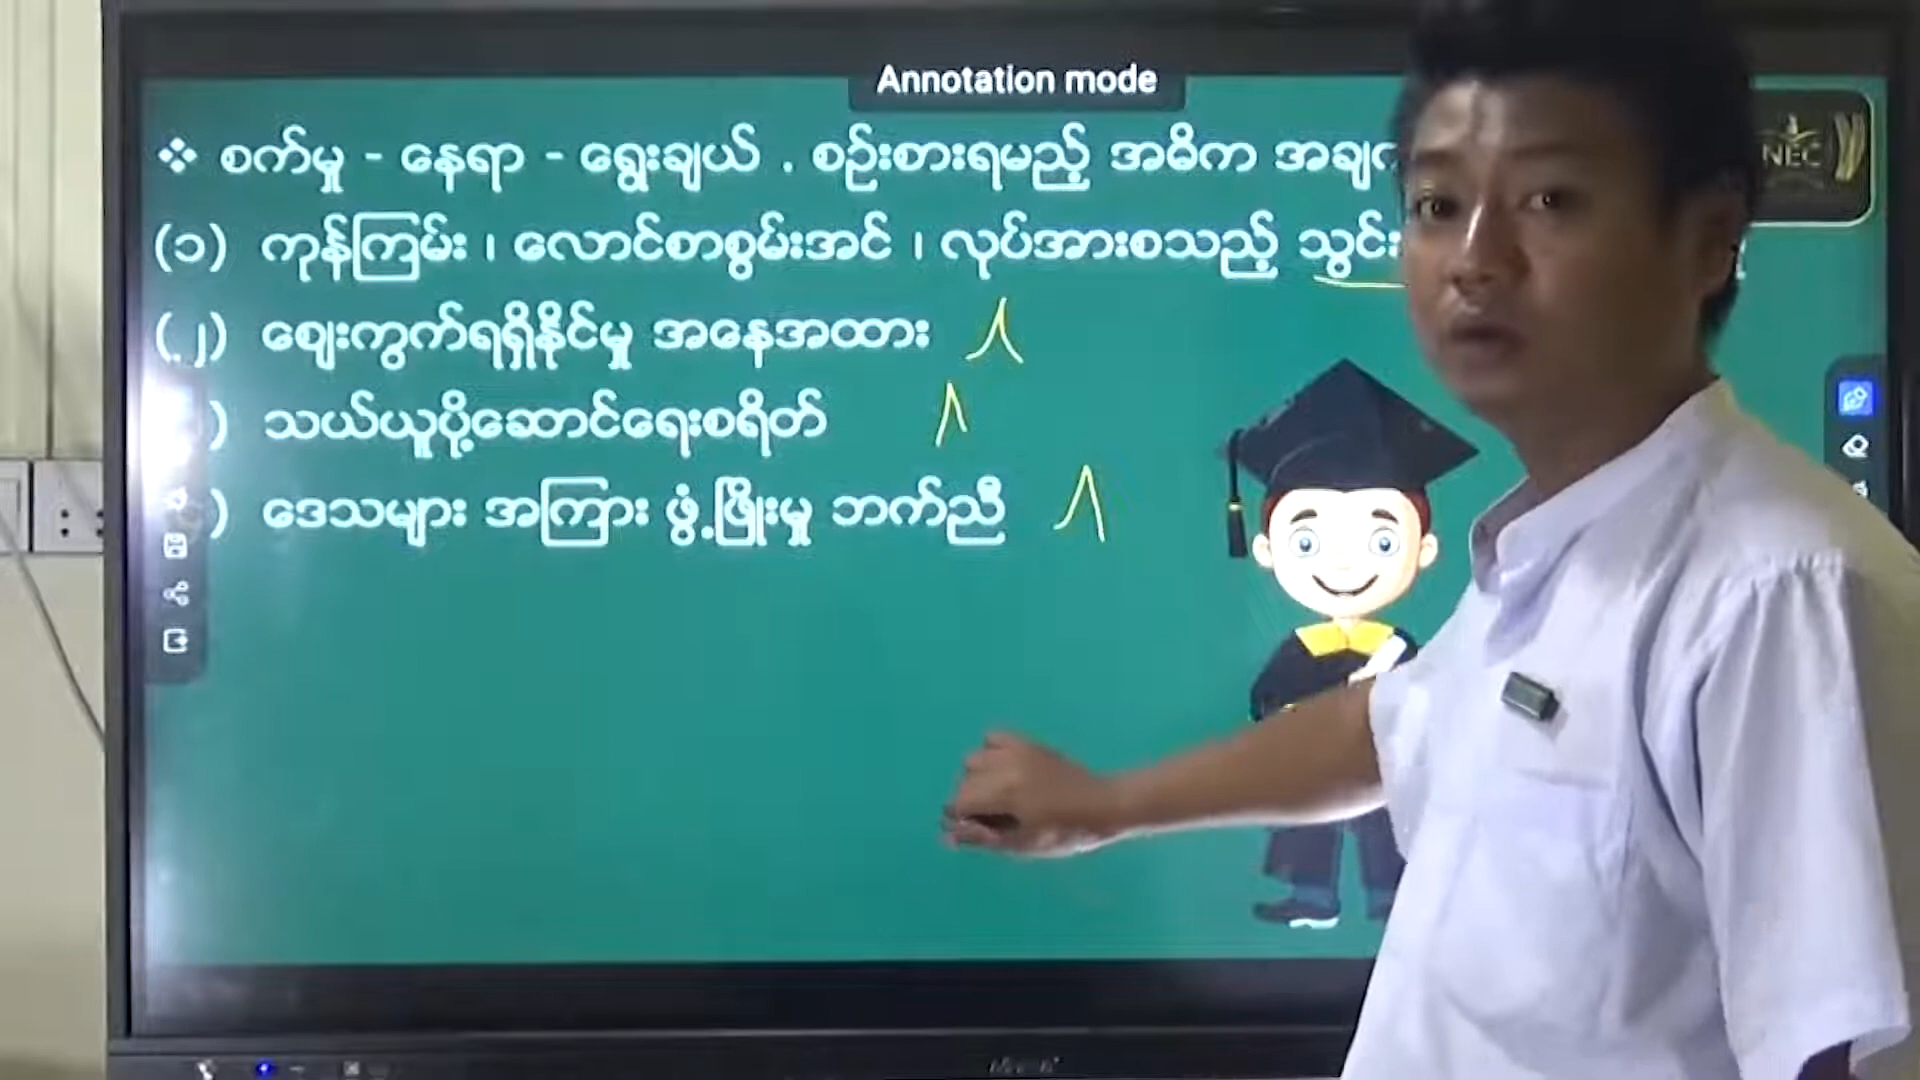 Annotation mode
NEC
❖ စက်မှု - နေရာ - ရွေးချယ် . စဉ်းစားရမည့် အဓိက
(၁) ကုန်ကြမ်း ၊ လောင်စာစွမ်းအင် ၊ လုပ်အားစသည့် သွင်း
(၂) ဈေးကွက်ရရှိနိုင်မှု အနေအထား
) သယ်ယူပို့ဆောင်ရေးစရိတ်
) ဒေသများ အကြား ဖွံ့ဖြိုးမှု ဘက်ညီ